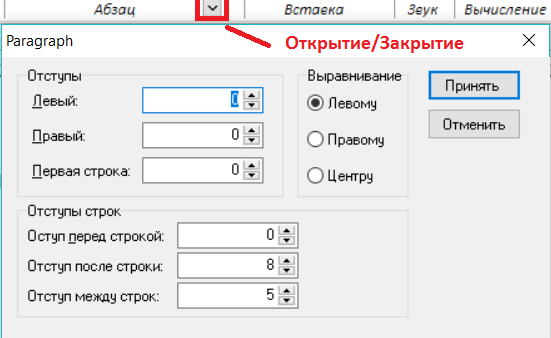 Абзац Вставка Звук Вычисление
Открытие/Закрытие
Paragraph
Отступы Выравнивание
Левый: 0 Левому Принять
Правый: 0 Правому Отменить
Первая строка: 0 Центру
Отступы строк
Оступ перед строкой: 0
Отступ после строки: 8
Отступ между строк: 5